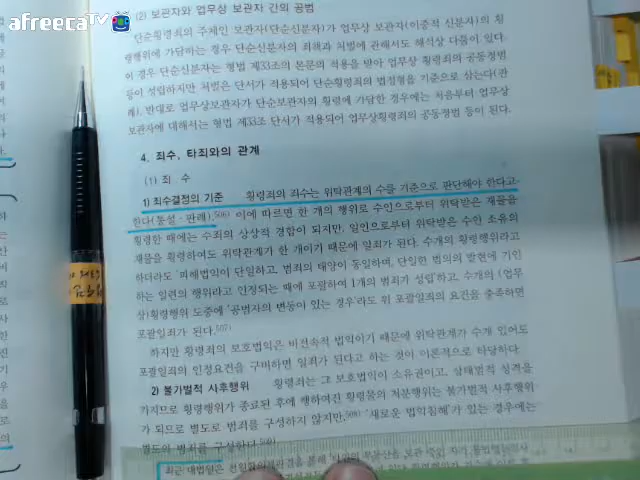 afreecaTV
(2) 보관자와 업무상 보관자 간의 공범
단순횡령죄의 주체인 보관자(단순신분자)가 업무상 보관자(이중적 신분자)의 횡
령행위에 가담하는 경우 단순신분자의 죄책과 처벌에 관해서도 해석상 다툼이 있다.
이 경우 단순신분자는 형법 제33조의 본문의 적용을 받아 업무상 횡령죄의 공동정범
등이 성립하지만 처벌은 단서가 적용되어 단순횡령죄의 법정형을 기준으로 삼는다(판
례). 반대로 업무상보관자가 단순보관자의 횡령에 가담한 경우에는 처음부터 업무상
보관자에 대해서는 형법 제33조 단서가 적용되어 업무상횡령죄의 공동정범 등이 된다.
4. 죄수, 타죄와의 관계
(1) 죄 수
1) 죄수결정의 기준 횡령죄의 죄수는 위탁관계의 수를 기준으로 판단해야 한다고
한다(통설·판례).506) 이에 따르면 한 개의 행위로 수인으로부터 위탁받은 재물을
횡령한 때에는 수죄의 상상적 경합이 되지만, 일인으로부터 위탁받은 수인 소유의
재물을 횡령하여도 위탁관계가 한 개이기 때문에 일죄가 된다. 수개의 횡령행위라고
하더라도 '피해법익이 단일하고, 범죄의 태양이 동일하며, 단일한 범의의 발현에 기인
하는 일련의 행위라고 인정되는 때에 포괄하여 1개의 범죄가 성립'하고, 수개의 (업무
상)횡령행위 도중에 '공범자의 변동이 있는 경우'라도 위 포괄일죄의 요건을 충족하면
포괄일죄가 된다.507)
하지만 횡령죄의 보호법익은 비전속적 법익이기 때문에 위탁관계가 수개 있어도
포괄일죄의 인정요건을 구비하면 일죄가 된다고 하는 것이 이론적으로 타당하다.
2) 불가벌적 사후행위 횡령죄는 그 보호법익이 소유권이고, 상태범적 성격을
가지므로 횡령행위가 종료된 후에 행하여진 횡령물의 처분행위는 불가벌적 사후행위
가 되므로 별도로 범죄를 구성하지 않지만,508) '새로운 법익침해'가 있는 경우에는
별도의 범죄를 구성한다.509)
최근 대법원은